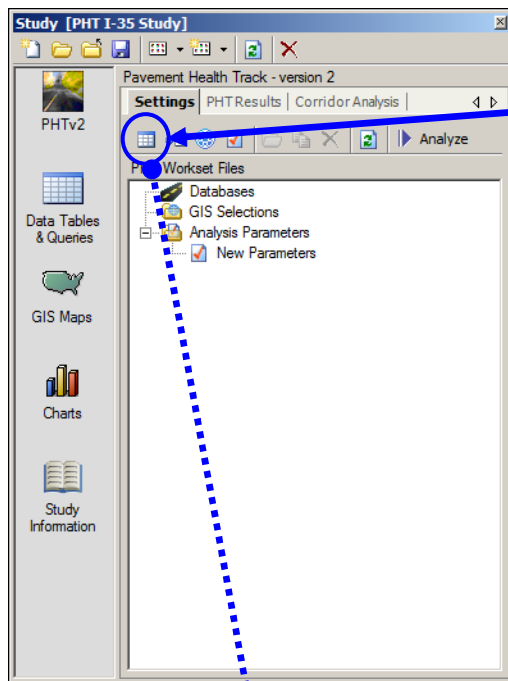 Study [PHT I-35 Study]
Pavement Health Track - version 2
Settings PHT Results Corridor Analysis
Analyze
Workset Files
Databases
GIS Selections
Analysis Parameters
New Parameters
PHTv2
Data Tables
& Queries
GIS Maps
Charts
Study
Information